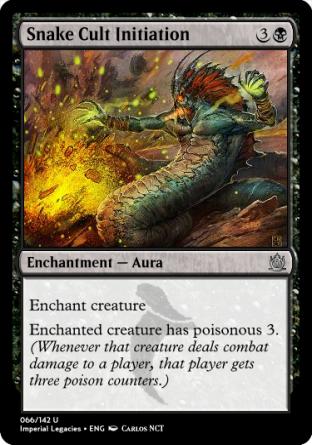 Snake Cult Initiation 3
Enchantment — Aura
Enchant creature
Enchanted creature has poisonous 3.
(Whenever that creature deals combat
damage to a player, that player gets
three poison counters.)
066/142 U
Imperial Legacies • ENG Carlos NCT